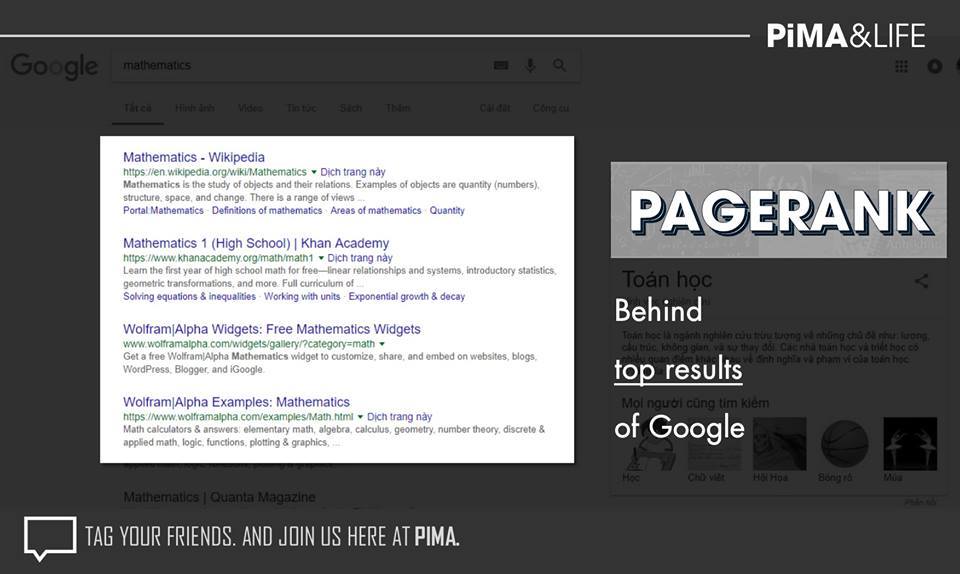 PiMA&LIFE
Google
mathematics
Tất cả Hình ảnh Video Tin tức Sách Thêm Cài đặt Công cụ
Mathematics - Wikipedia
https://en.wikipedia.org/wiki/Mathematics ▾ Dịch trang này
Mathematics is the study of objects and their relations. Examples of objects are quantity (numbers),
structure, space, and change. There is a range of views ...
Portal:Mathematics · Definitions of mathematics · Areas of mathematics · Quantity
Mathematics 1 (High School) | Khan Academy
https://www.khanacademy.org/math/math1 ▾ Dịch trang này
Learn the first year of high school math for free—linear relationships and systems, introductory statistics,
geometric transformations, and more. Full curriculum of ...
Solving equations & inequalities · Working with units · Exponential growth & decay
Wolfram|Alpha Widgets: Free Mathematics Widgets
www.wolframalpha.com/widgets/gallery/?category=math ▾
Get a free Wolfram|Alpha Mathematics widget to customize, share, and embed on websites, blogs,
WordPress, Blogger, and iGoogle.
Wolfram|Alpha Examples: Mathematics
https://www.wolframalpha.com/examples/Math.html ▾ Dịch trang này
Math calculators & answers: elementary math, algebra, calculus, geometry, number theory, discrete &
applied math, logic, functions, plotting & graphics, ...
applied math, logic, functions, plotting & graphics, ...
Mathematics | Quanta Magazine
PAGERANK
Toán học
Behind
Toán học là ngành nghiên cứu trừu tượng về những chủ đề như: lượng,
cấu trúc, không gian, và sự thay đổi. Các nhà toán học và triết học có
nhiều quan điểm khác nhau về định nghĩa và phạm vi của toán học.
top results
Mọi người cũng tìm kiếm
of Google
Học Chữ viết Hội Họa Bóng rổ Múa
Phản hồi
TAG YOUR FRIENDS. AND JOIN US HERE AT PIMA.